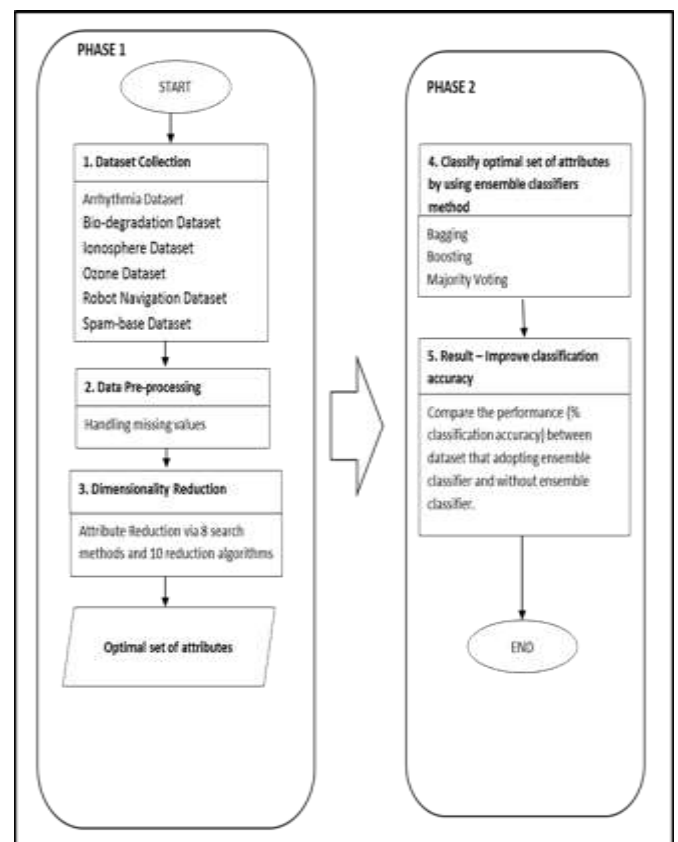 PHASE 1
START
1. Dataset Collection
Arrhythmia Dataset
Bio-degradation Dataset
Ionosphere Dataset
Ozone Dataset
Robot Navigation Dataset
Spam-base Dataset
2. Data Pre-processing
Handling missing values
3. Dimensionality Reduction
Attribute Reduction via 8 search
methods and 10 reduction algorithms
Optimal set of attributes
PHASE 2
4. Classify optimal set of attributes
by using ensemble classifiers
method
Bagging
Boosting
Majority Voting
5. Result – Improve classification
accuracy
Compare the performance (%
classification accuracy) between
dataset that adopting ensemble
classifier and without ensemble
classifier.
END